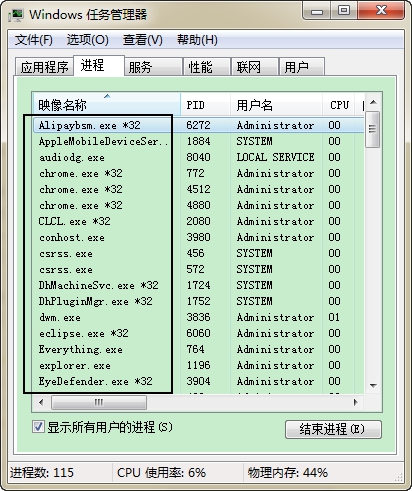 Windows 任务管理器
文件(F) 选项(O) 查看(V) 帮助(H)
应用程序 进程 服务 性能 联网 用户
映像名称 PID 用户名 CPU
Alipaybsm.exe *32 6272 Administrator 00
AppleMobileDeviceSer... 1884 SYSTEM 00
audiodg.exe 8040 LOCAL SERVICE 00
chrome.exe *32 772 Administrator 00
chrome.exe *32 4512 Administrator 00
chrome.exe *32 4880 Administrator 00
CLCL.exe *32 2080 Administrator 00
conhost.exe 3980 Administrator 00
csrss.exe 456 SYSTEM 00
csrss.exe 572 SYSTEM 00
DhMachineSvc.exe *32 1724 SYSTEM 00
DhPluginMgr.exe *32 1752 SYSTEM 00
dwm.exe 3836 Administrator 01
eclipse.exe *32 6060 Administrator 00
Everything.exe 764 Administrator 00
explorer.exe 1196 Administrator 00
EyeDefender.exe *32 3904 Administrator 00
显示所有用户的进程(S) 结束进程(E)
进程数: 115 CPU 使用率: 6% 物理内存: 44%